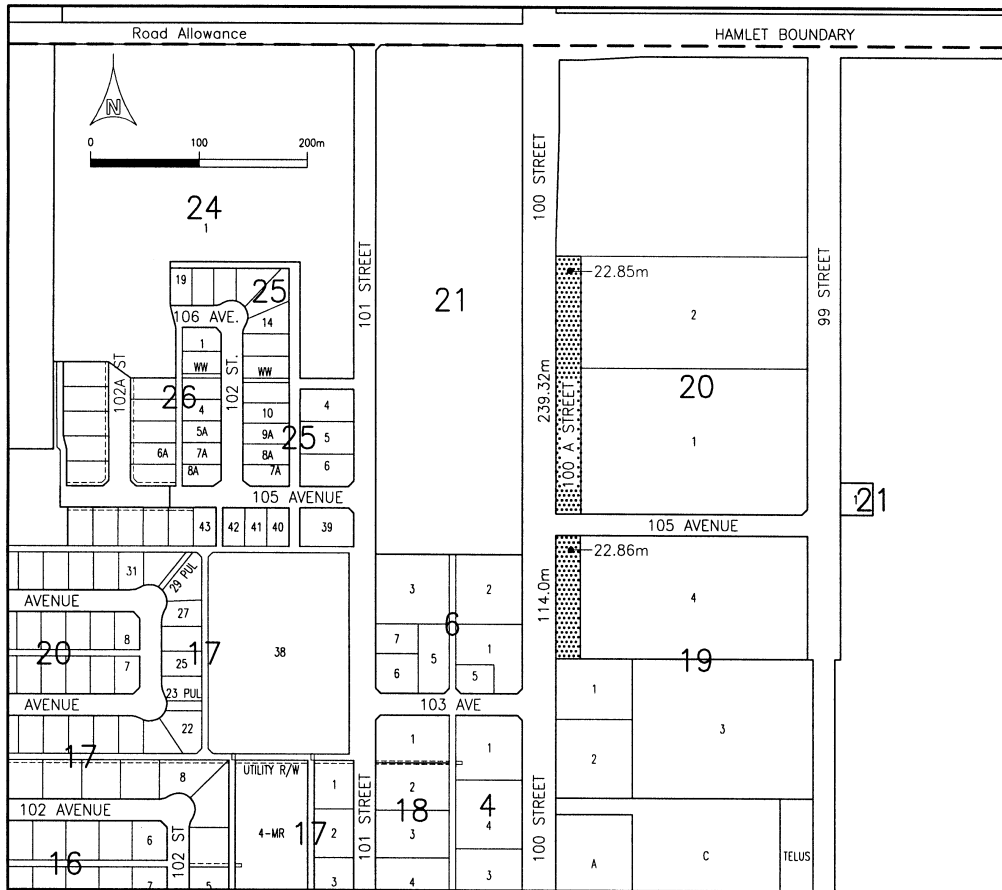 Road Allowance
HAMLET BOUNDARY
N
0 100 200m
100 STREET
24
1
101 STREET
21
99 STREET
22.85m
19
25
106 AVE.
14
2
1
WW
WW
102A ST
26
102 ST.
239.32m
100 A STREET
20
4
10
4
5A
9A
25
5
1
6A
7A
8A
6
8A
7A
105 AVENUE
1
21
43
42
41
40
39
105 AVENUE
22.86m
31
29 PUL
3
2
114.0m
4
AVENUE
27
8
7
6
20
17
38
5
1
19
7
25
6
5
1
23 PUL
AVENUE
103 AVE
22
1
1
3
17
2
UTILITY R/W
8
1
2
101 STREET
18
4
100 STREET
102 AVENUE
4-MR
17
2
3
4
6
102 ST
16
A
C
TELUS
7
5
3
4
3